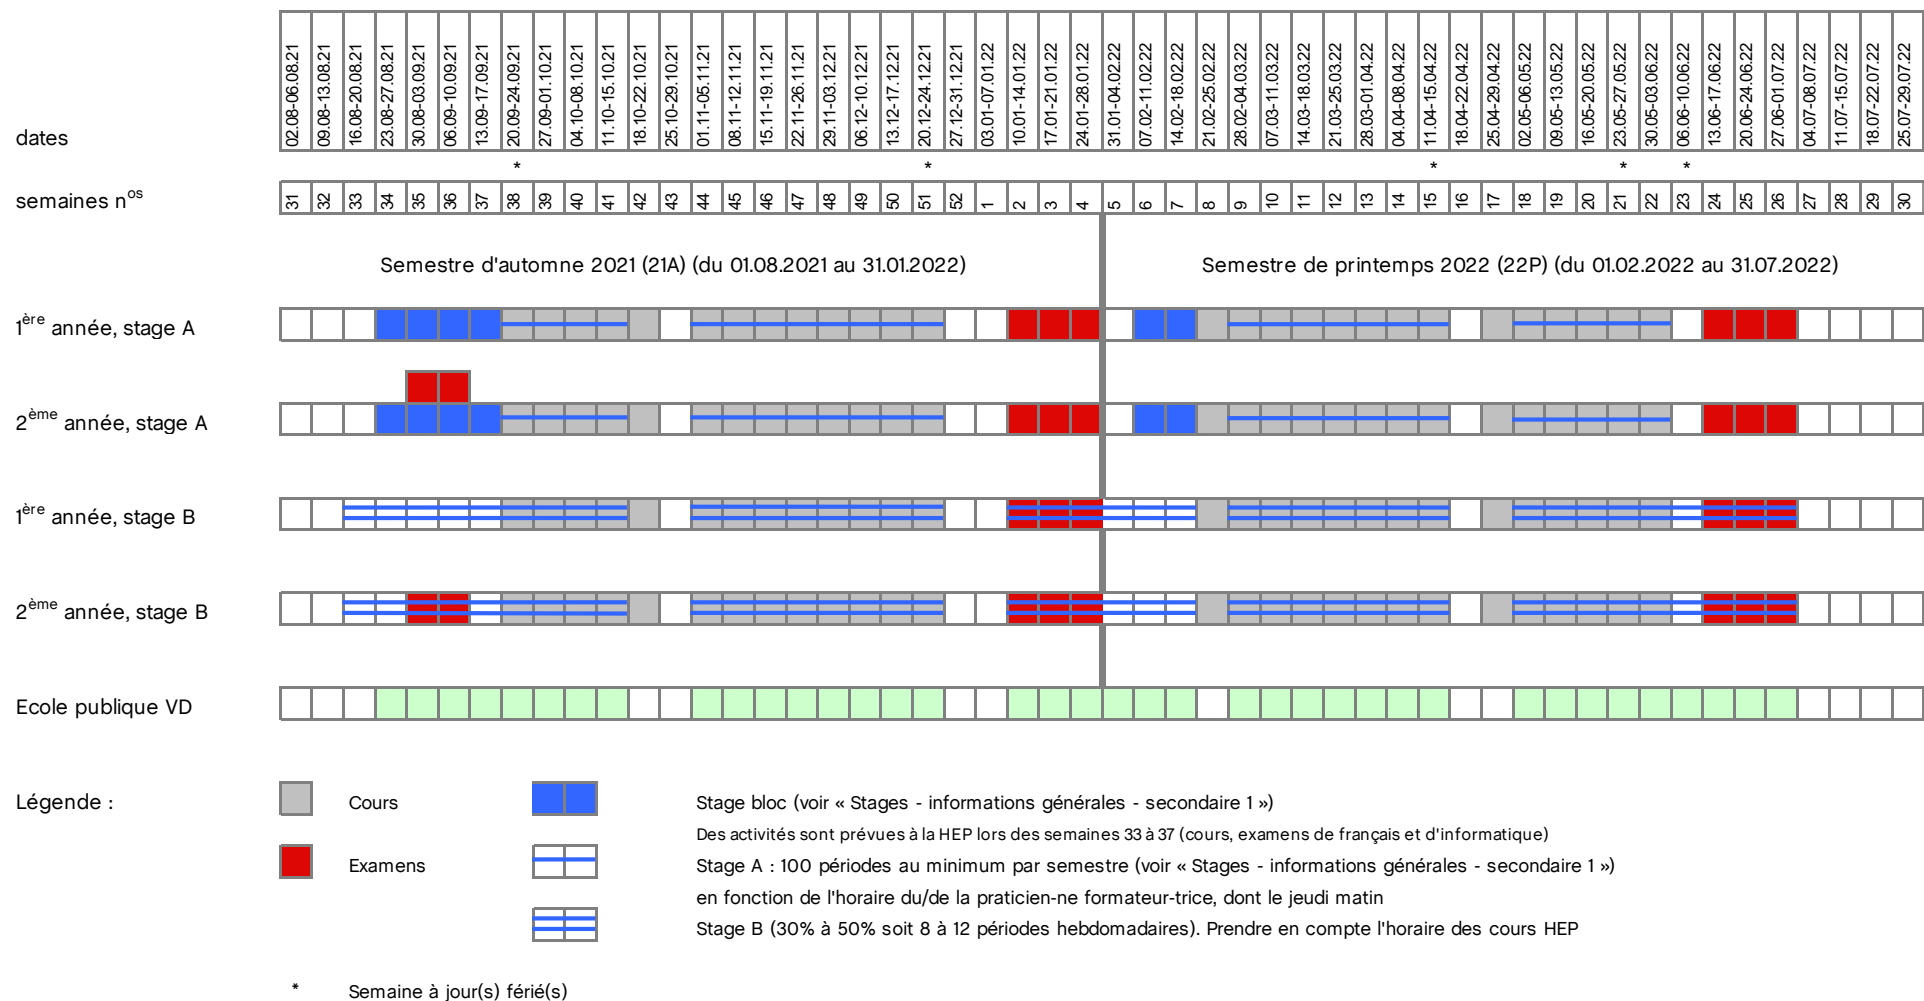 02.08-06.08.21 09.08-13.08.21 16.08-20.08.21 23.08-27.08.21 30.08-03.09.21 06.09-10.09.21 13.09-17.09.21 20.09-24.09.21 27.09-01.10.21 04.10-08.10.21 11.10-15.10.21 18.10-22.10.21 25.10-29.10.21 01.11-05.11.21 08.11-12.11.21 15.11-19.11.21 22.11-26.11.21 29.11-03.12.21 06.12-10.12.21 13.12-17.12.21 20.12-24.12.21 27.12-31.12.21 03.01-07.01.22 10.01-14.01.22 17.01-21.01.22 24.01-28.01.22 31.01-04.02.22 07.02-11.02.22 14.02-18.02.22 21.02-25.02.22 28.02-04.03.22 07.03-11.03.22 14.03-18.03.22 21.03-25.03.22 28.03-01.04.22 04.04-08.04.22 11.04-15.04.22 18.04-22.04.22 25.04-29.04.22 02.05-06.05.22 09.05-13.05.22 16.05-20.05.22 23.05-27.05.22 30.05-03.06.22 06.06-10.06.22 13.06-17.06.22 20.06-24.06.22 27.06-01.07.22 04.07-08.07.22 11.07-15.07.22 18.07-22.07.22 25.07-29.07.22
dates
* * * * *
semaines nos 31 32 33 34 35 36 37 38 39 40 41 42 43 44 45 46 47 48 49 50 51 52 1 2 3 4 5 6 7 8 9 10 11 12 13 14 15 16 17 18 19 20 21 22 23 24 25 26 27 28 29 30
Semestre d'automne 2021 (21A) (du 01.08.2021 au 31.01.2022) Semestre de printemps 2022 (22P) (du 01.02.2022 au 31.07.2022)
1ère année, stage A
2ème année, stage A
1ère année, stage B
2ème année, stage B
Ecole publique VD
Légende : Cours Stage bloc (voir « Stages - informations générales - secondaire 1 »)
Des activités sont prévues à la HEP lors des semaines 33 à 37 (cours, examens de français et d'informatique)
Examens Stage A : 100 périodes au minimum par semestre (voir « Stages - informations générales - secondaire 1 »)
en fonction de l'horaire du/de la praticien-ne formateur-trice, dont le jeudi matin
Stage B (30% à 50% soit 8 à 12 périodes hebdomadaires). Prendre en compte l'horaire des cours HEP
* Semaine à jour(s) férié(s)